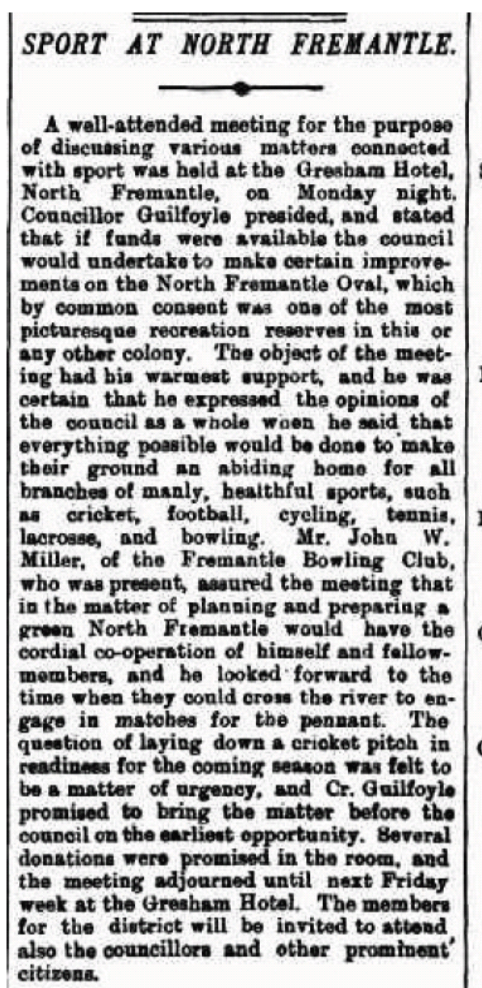 SPORT AT NORTH FREMANTLE.
A well-attended meeting for the purpose
of discussing various matters connected
with sport was held at the Gresham Hotel,
North Fremantle, on Monday night.
Councillor Guilfoyle presided, and stated
that if funds were available the council
would undertake to make certain improve-
ments on the North Fremantle Oval, which
by common consent was one of the most
picturesque recreation reserves in this or
any other colony. The object of the meet-
ing had his warmest support, and he was
certain that he expressed the opinions of
the council as a whole when he said that
everything possible would be done to make
their ground an abiding home for all
branches of manly, healthful sports, such
as cricket, football, cycling, tennis,
lacrosse, and bowling. Mr. John W.
Miller, of the Fremantle Bowling Club,
who was present, assured the meeting that
in the matter of planning and preparing a
green North Fremantle would have the
cordial co-operation of himself and fellow-
members, and he looked forward to the
time when they could cross the river to en-
gage in matches for the pennant. The
question of laying down a cricket pitch in
readiness for the coming season was felt to
be a matter of urgency, and Cr. Guilfoyle
promised to bring the matter before the
council on the earliest opportunity. Several
donations were promised in the room, and
the meeting adjourned until next Friday
week at the Gresham Hotel. The members
for the district will be invited to attend
also the councillors and other prominent
citizens.